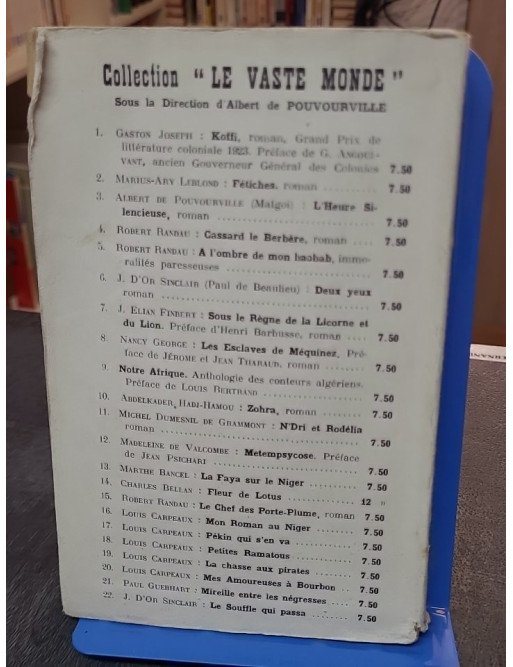 Collection " LE VASTE MONDE "
Sous la Direction d'Albert de POUVOURVILLE
1. GASTON JOSEPH : Koffi, roman, Grand Prix de
littérature coloniale 1923. Préface de G. ANGOUL-
VANT, ancien Gouverneur Général des Colonies 7.50
2. MARIUS-ARY LEBLOND : Fétiches, roman ........ 7.50
3. ALBERT DE POUVOURVILLE (Matgoi) : L'Heure Si-
lencieuse, roman ........ 7.50
4. ROBERT RANDAU : Cassard le Berbère, roman .... 7.50
5. ROBERT RANDAU : A l'ombre de mon baobab, immo-
ralités paresseuses ........ 7.50
6. J. D'OR SINCLAIR (Paul de Beaulieu) : Deux yeux
roman ........ 7.50
7. J. ELIAN FINBERT : Sous le Règne de la Licorne et
du Lion. Préface d'Henri Barbusse, roman .... 7.50
8. NANCY GEORGE : Les Esclaves de Méquinez, Pré-
face de JÉROME et JEAN THARAUD, roman ........ 7.50
9. Notre Afrique. Anthologie des conteurs algériens.
Préface de LOUIS BERTRAND ........ 7.50
10. ABDELKADER HADJ-HAMOU : Zohra, roman ........ 7.50
11. MICHEL DUMESNIL DE GRAMMONT : N'Dri et Rodélia
roman ........ 7.50
12. MADELEINE DE VALCOMBE : Metempsycose. Préface
de JEAN PSICHARI ........ 7.50
13. MARTHE BANCEL : La Faya sur le Niger ........ 7.50
14. CHARLES BELLAN : Fleur de Lotus ........ 12 »
15. ROBERT RANDAU : Le Chef des Porte-Plume, roman 7.50
16. LOUIS CARPEAUX : Mon Roman au Niger ........ 7.50
17. LOUIS CARPEAUX : Pékin qui s'en va ........ 7.50
18. LOUIS CARPEAUX : Petites Ramatous ........ 7.50
19. LOUIS CARPEAUX : La chasse aux pirates ........ 7.50
20. LOUIS CARPEAUX : Mes Amoureuses à Bourbon .. 7.50
21. PAUL GUEBHART : Mireille entre les négresses .... 7.50
22. J. D'OR SINCLAIR : Le Souffle qui passa ........ 7.50